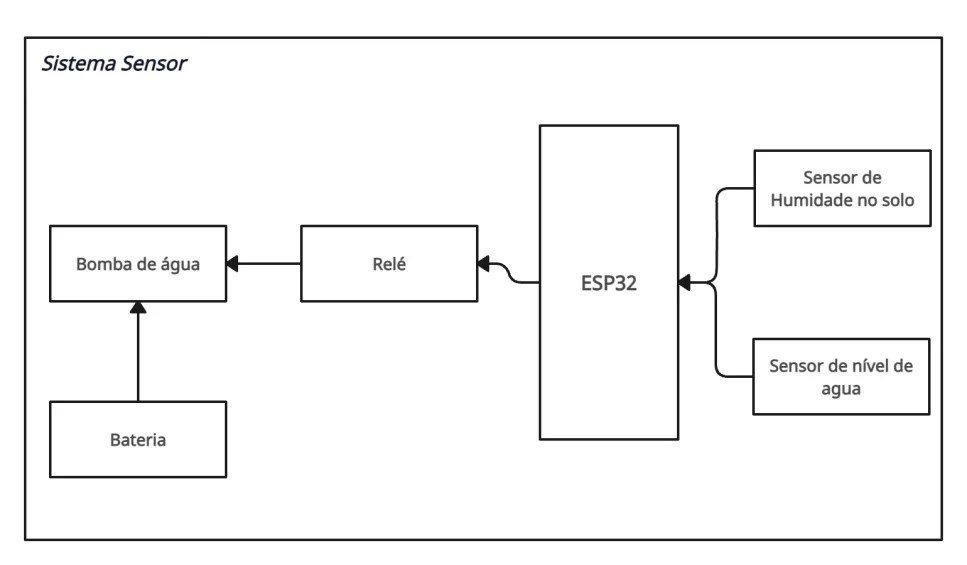 Sistema Sensor
Sensor de
Humidade no solo
Bomba de água
Relé
ESP32
Sensor de nível de
agua
Bateria